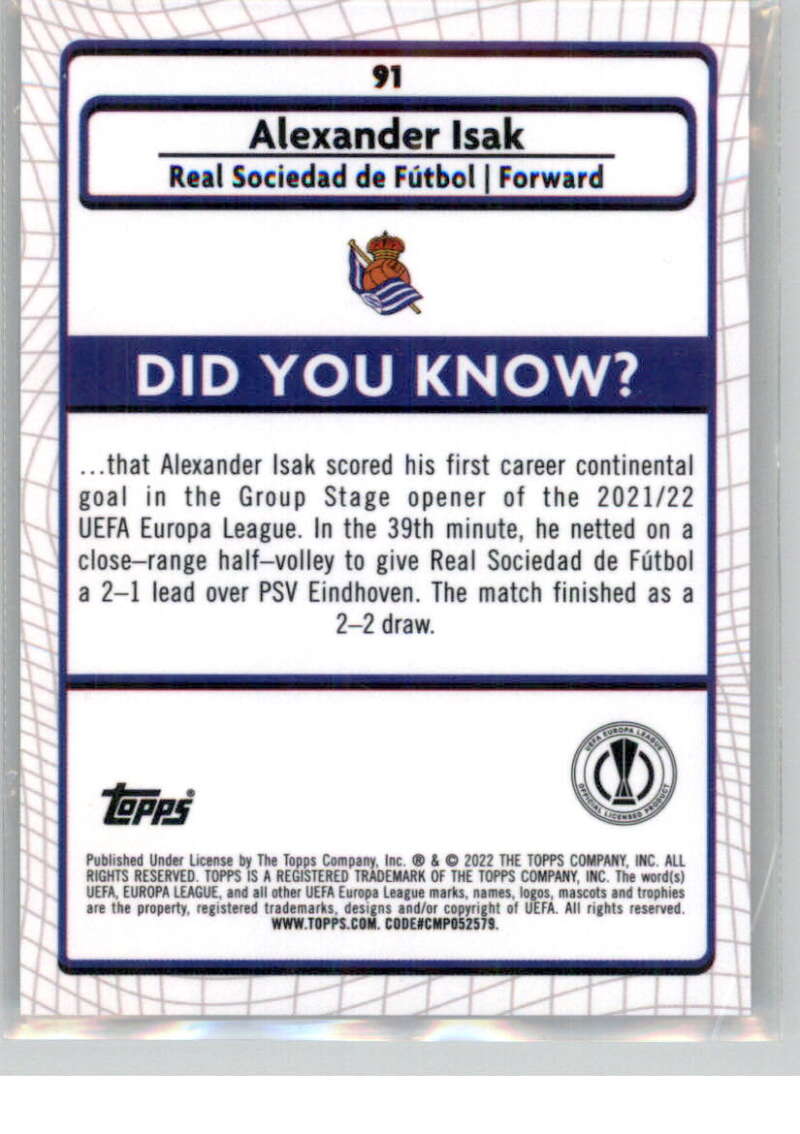 91
Alexander Isak
Real Sociedad de Fútbol | Forward
DID YOU KNOW?
...that Alexander Isak scored his first career continental
goal in the Group Stage opener of the 2021/22
UEFA Europa League. In the 39th minute, he netted on a
close–range half–volley to give Real Sociedad de Fútbol
a 2–1 lead over PSV Eindhoven. The match finished as a
2–2 draw.
UEFA EUROPA LEAGUE
OFFICIAL LICENSED PRODUCT
topps®
Published Under License by The Topps Company, Inc. ® & © 2022 THE TOPPS COMPANY, INC. ALL
RIGHTS RESERVED. TOPPS IS A REGISTERED TRADEMARK OF THE TOPPS COMPANY, INC. The word(s)
UEFA, EUROPA LEAGUE, and all other UEFA Europa League marks, names, logos, mascots and trophies
are the property, registered trademarks, designs and/or copyright of UEFA. All rights reserved.
WWW.TOPPS.COM. CODE#CMP052579.